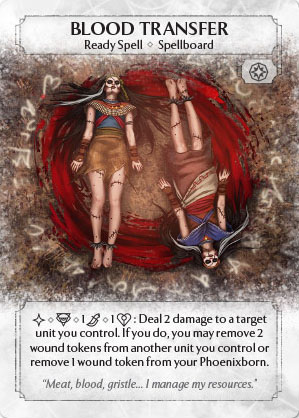 BLOOD TRANSFER
Ready Spell ◇ Spellboard
◇ ◇ 1 ◇ 1 : Deal 2 damage to a target
unit you control. If you do, you may remove 2
wound tokens from another unit you control or
remove 1 wound token from your Phoenixborn.
"Meat, blood, gristle... I manage my resources."